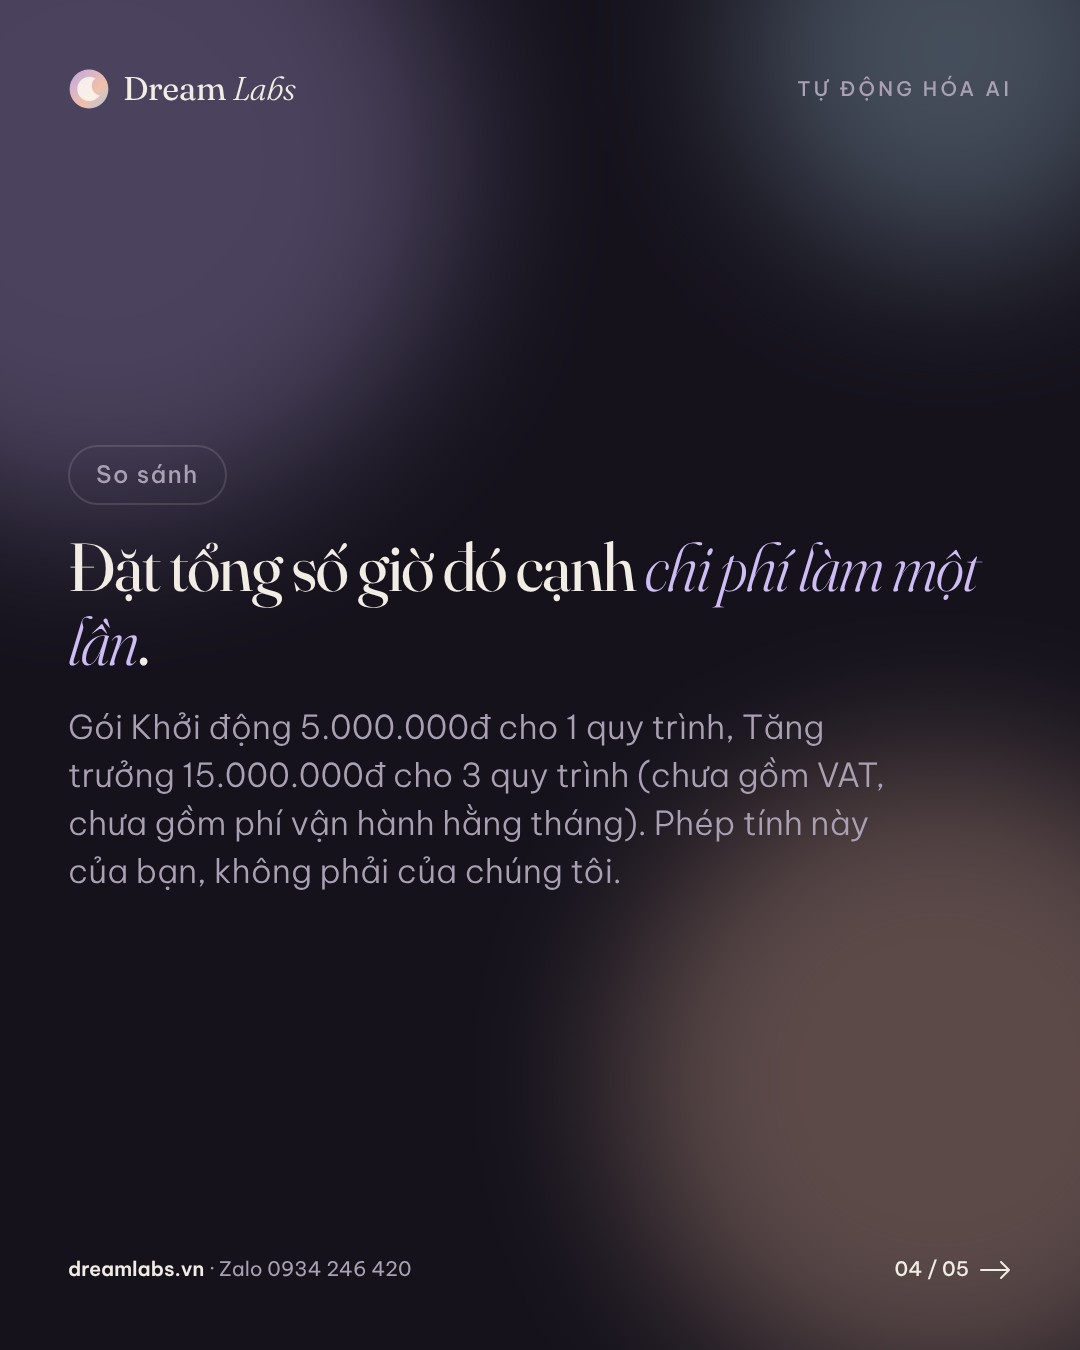 Dream Labs
TỰ ĐỘNG HÓA AI
So sánh
Đặt tổng số giờ đó cạnh chi phí làm một
lần.
Gói Khởi động 5.000.000đ cho 1 quy trình, Tăng
trưởng 15.000.000đ cho 3 quy trình (chưa gồm VAT,
chưa gồm phí vận hành hằng tháng). Phép tính này
của bạn, không phải của chúng tôi.
dreamlabs.vn · Zalo 0934 246 420
04 / 05 →